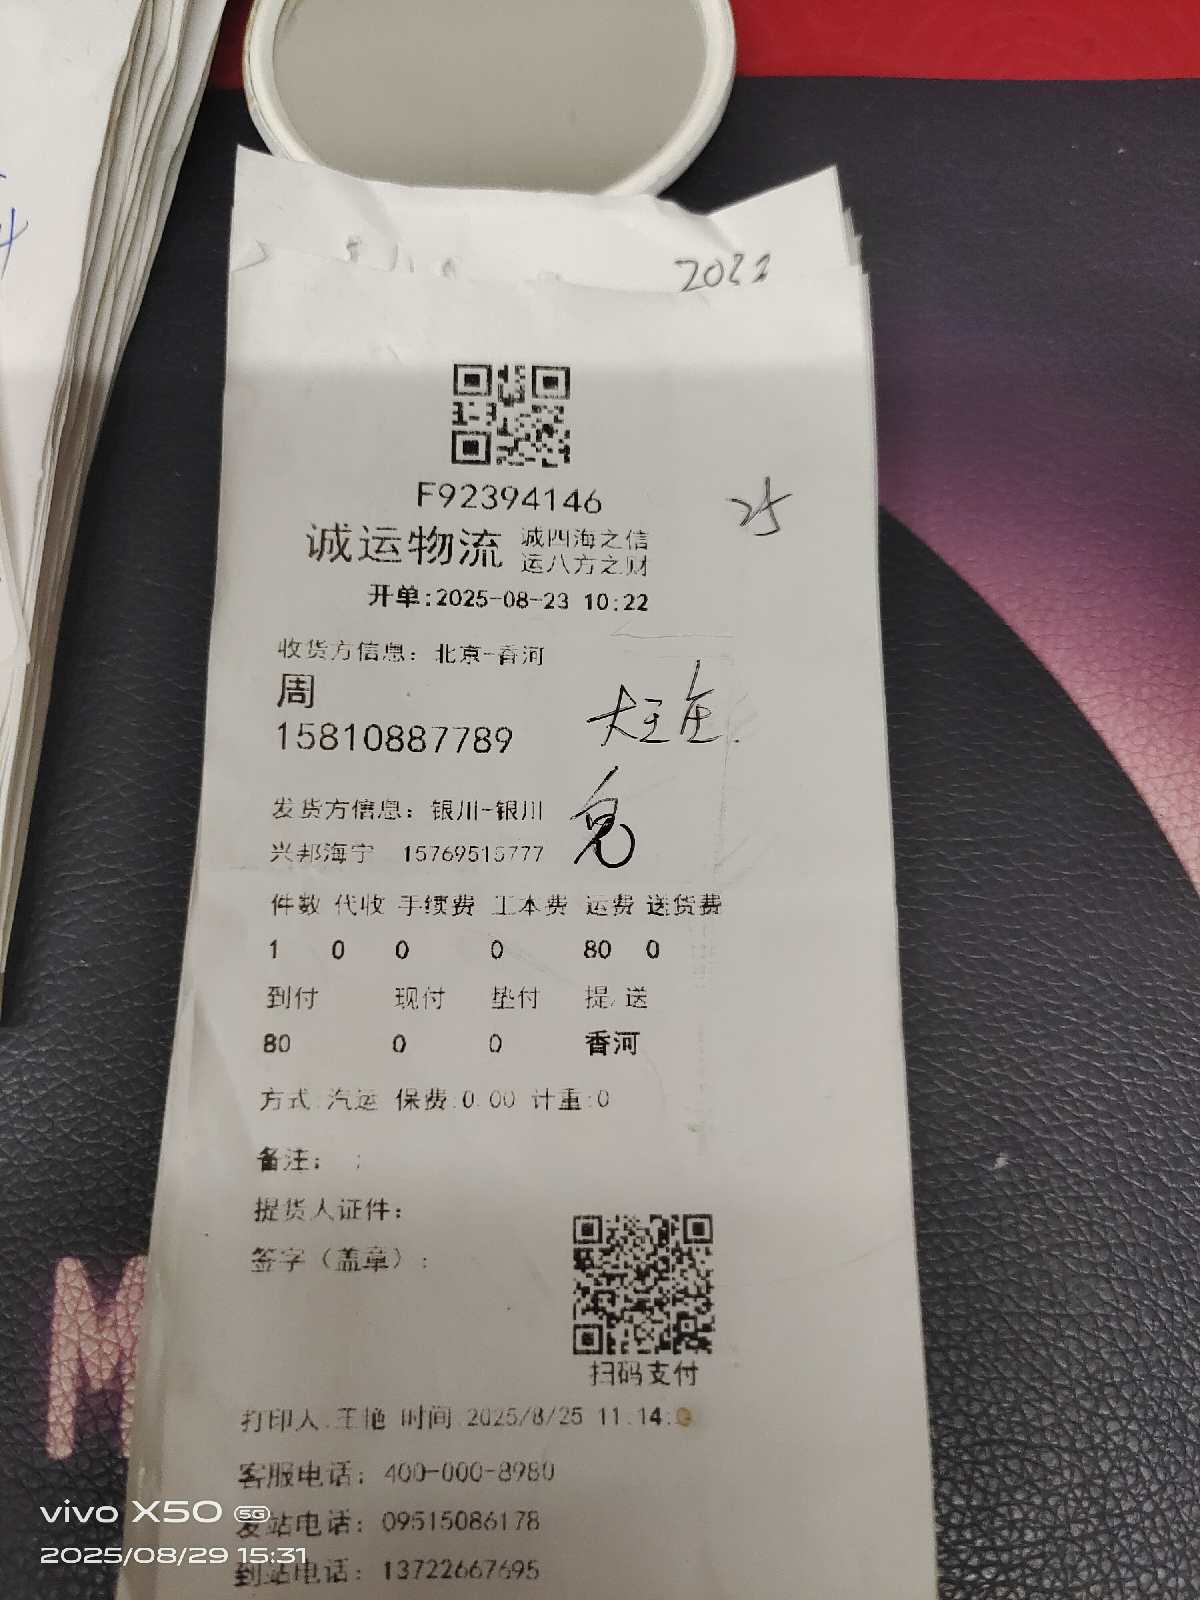 2022
F92394146
25
诚运物流 诚四海之信
运八方之财
开单:2025-08-23 10:22
收货方信息: 北京-香河
周
15810887789
大王庄
发货方信息: 银川-银川
兴邦海宁 15769515777
件数 代收 手续费 工本费 运费 送货费
1 0 0 0 80 0
到付 现付 垫付 提/送
80 0 0 香河
方式:汽运 保费:0.00 计重:0
备注: ;
提货人证件:
签字(盖章):
扫码支付
打印人:王艳 时间:2025/8/25 11:14:
客服电话: 400-000-8980
发站电话: 09515086178
到站电话: 13722667695
vivo X50 5G
2025/08/29 15:31
M